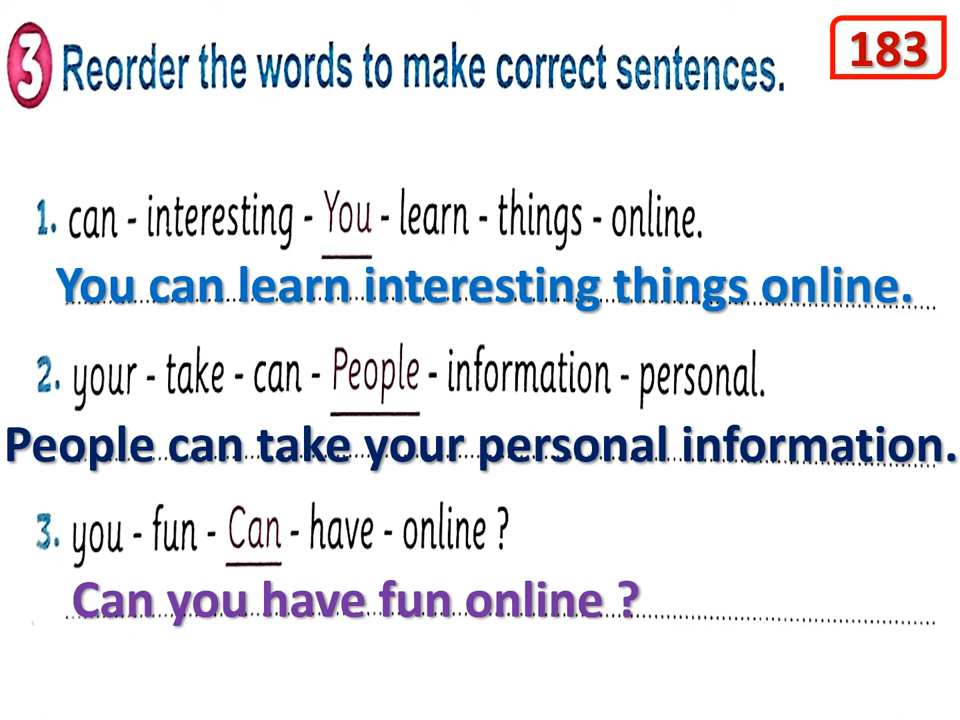 3 Reorder the words to make correct sentences.
183
1. can - interesting - You - learn - things - online.
You can learn interesting things online.
2. your - take - can - People - information - personal.
People can take your personal information.
3. you - fun - Can - have - online ?
Can you have fun online ?